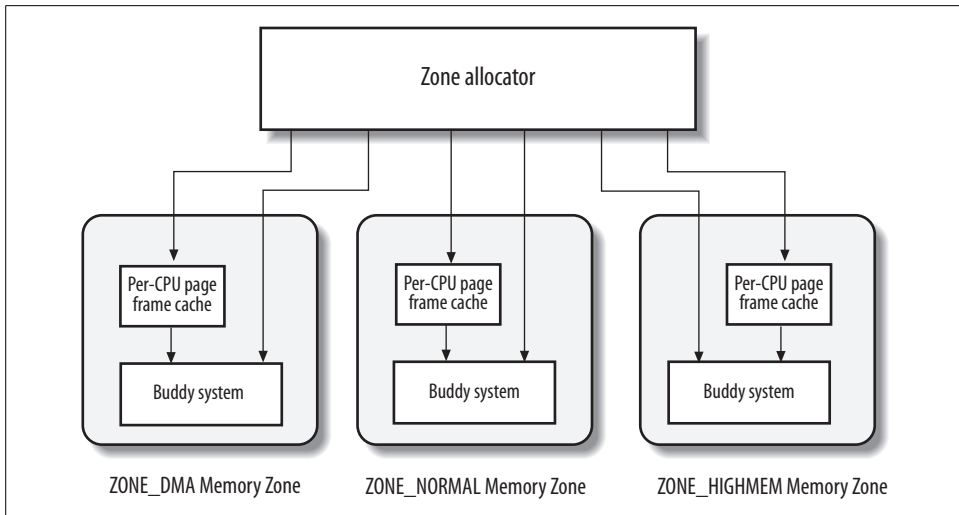 Zone allocator
Per-CPU page
frame cache
Buddy system
Per-CPU page
frame cache
Buddy system
Per-CPU page
frame cache
Buddy system
ZONE_DMA Memory Zone
ZONE_NORMAL Memory Zone
ZONE_HIGHMEM Memory Zone